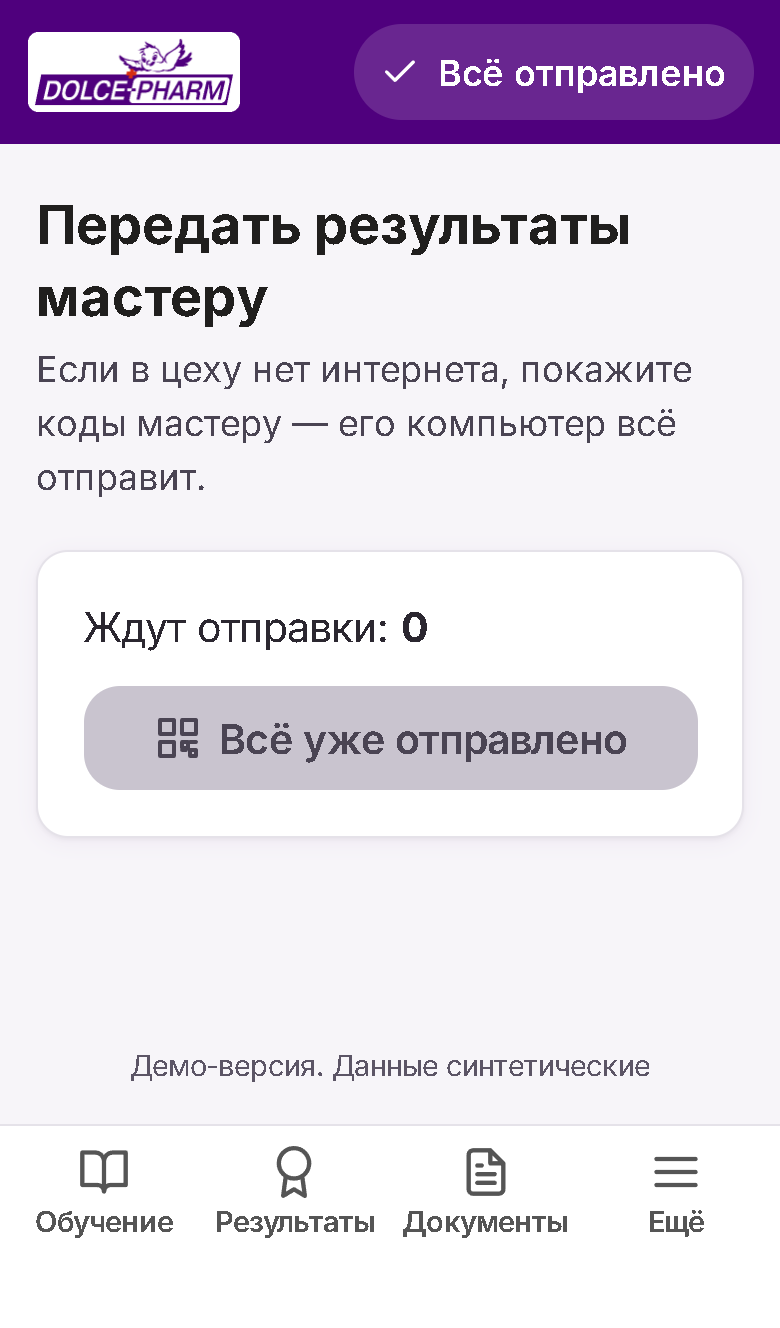 DOLCE-PHARM
Всё отправлено
Передать результаты
мастеру
Если в цеху нет интернета, покажите
коды мастеру — его компьютер всё
отправит.
Ждут отправки: 0
Всё уже отправлено
Демо-версия. Данные синтетические
Обучение
Результаты
Документы
Ещё